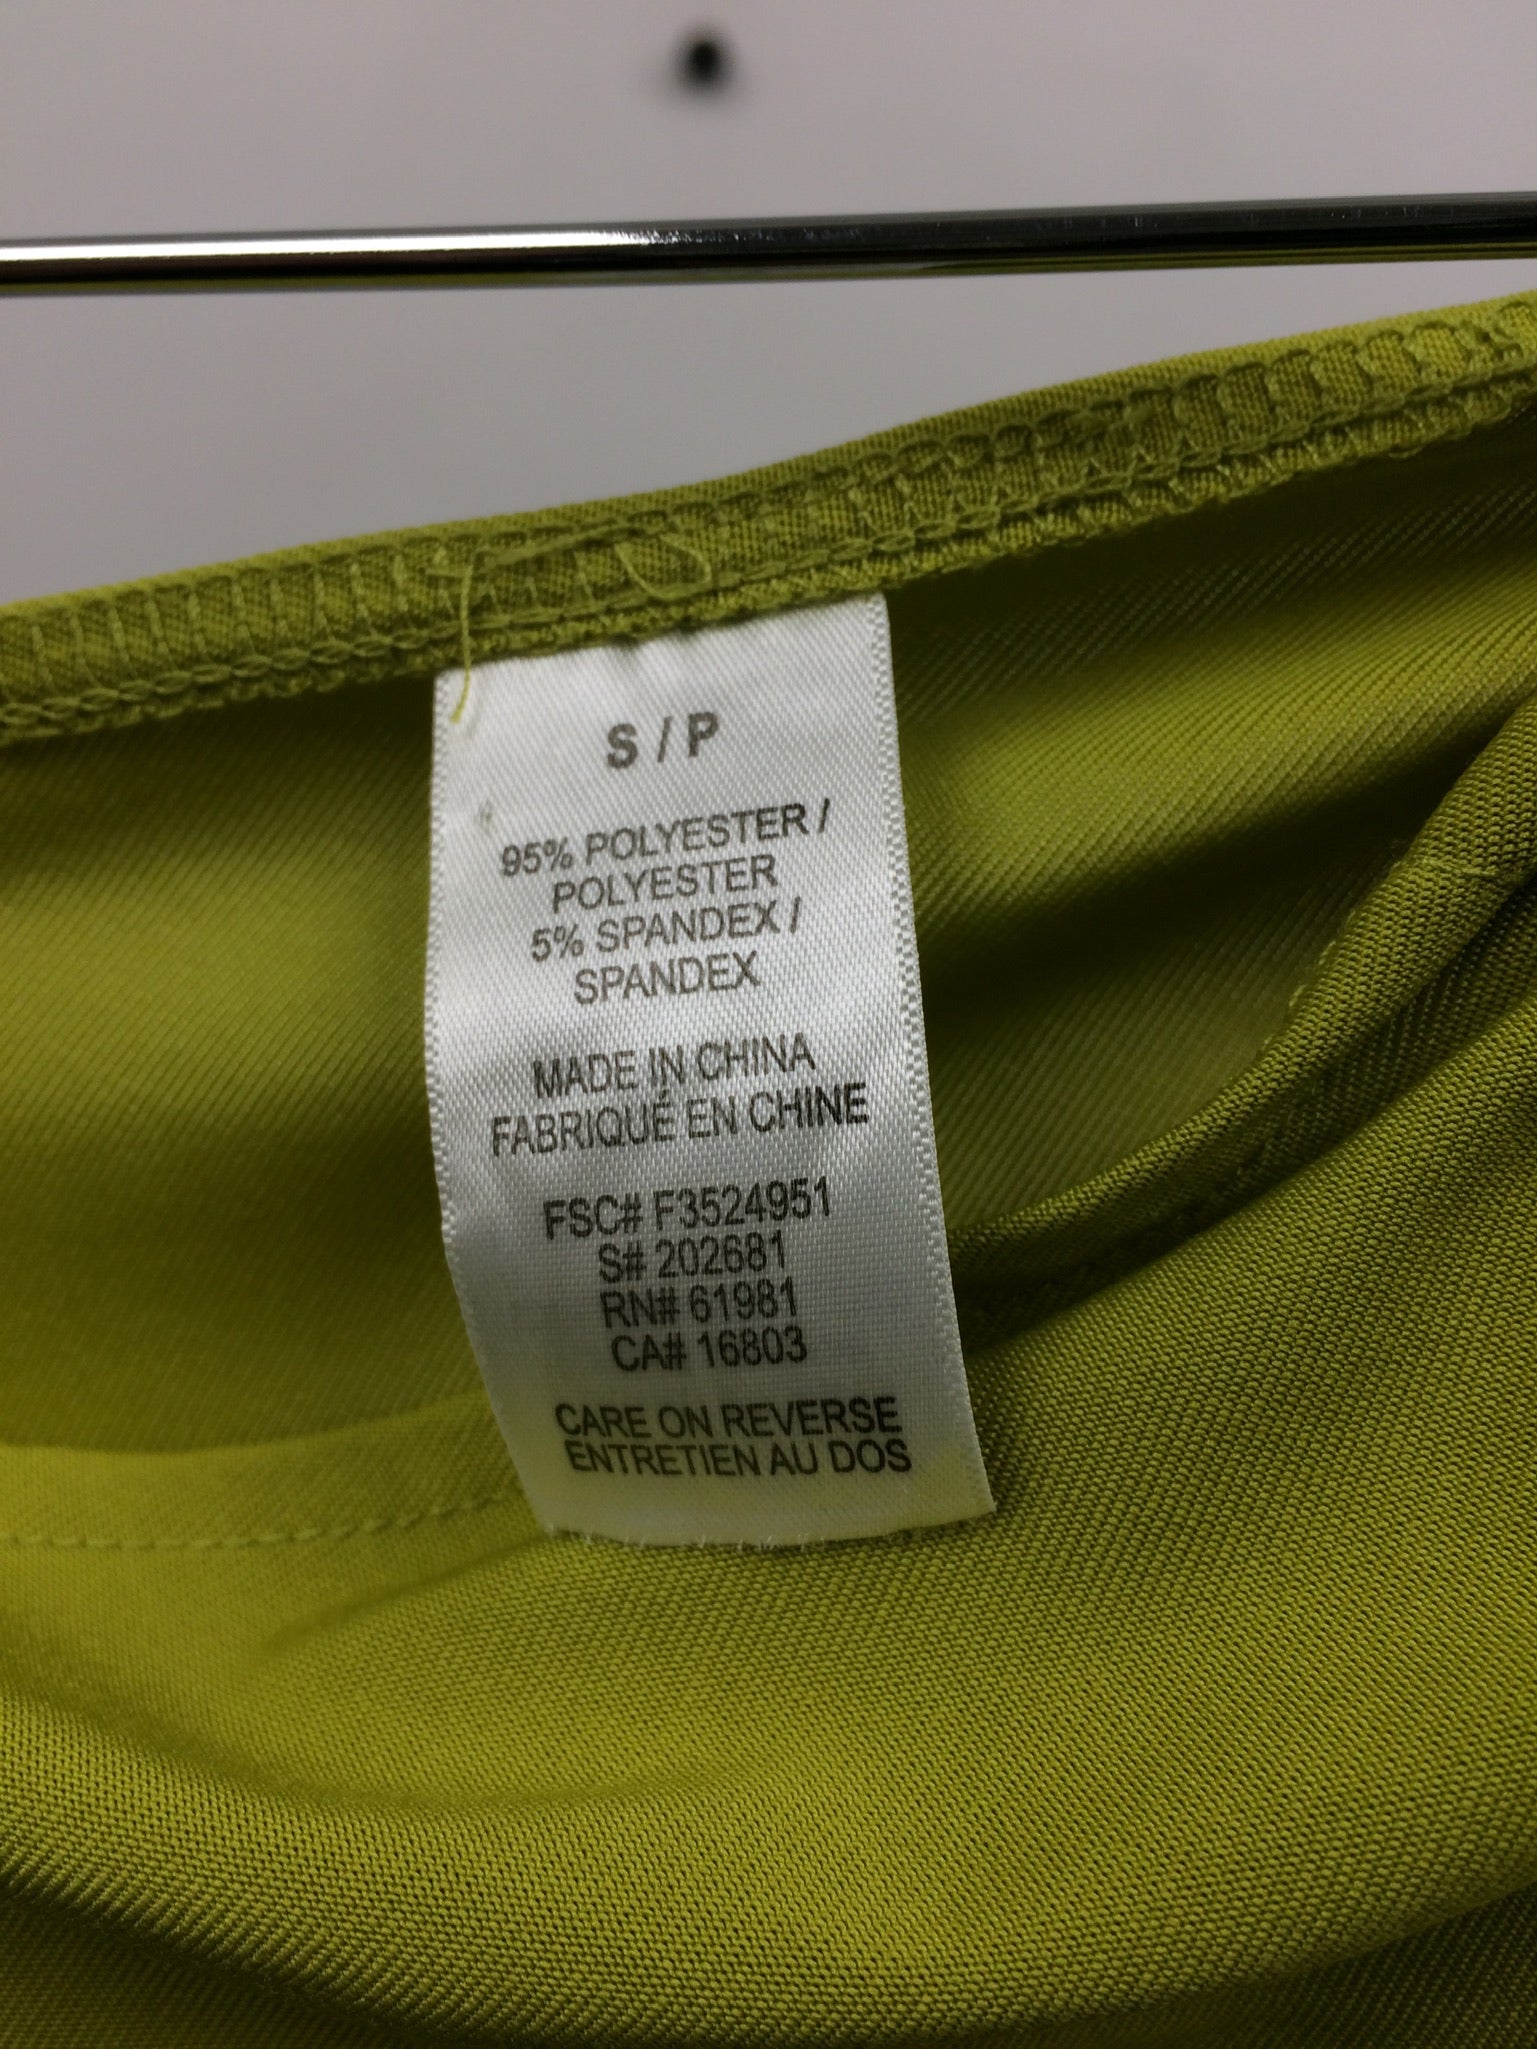 S / P
95% POLYESTER /
POLYESTER
5% SPANDEX /
SPANDEX
MADE IN CHINA
FABRIQUÉ EN CHINE
FSC# F3524951
S# 202681
RN# 61981
CA# 16803
CARE ON REVERSE
ENTRETIEN AU DOS